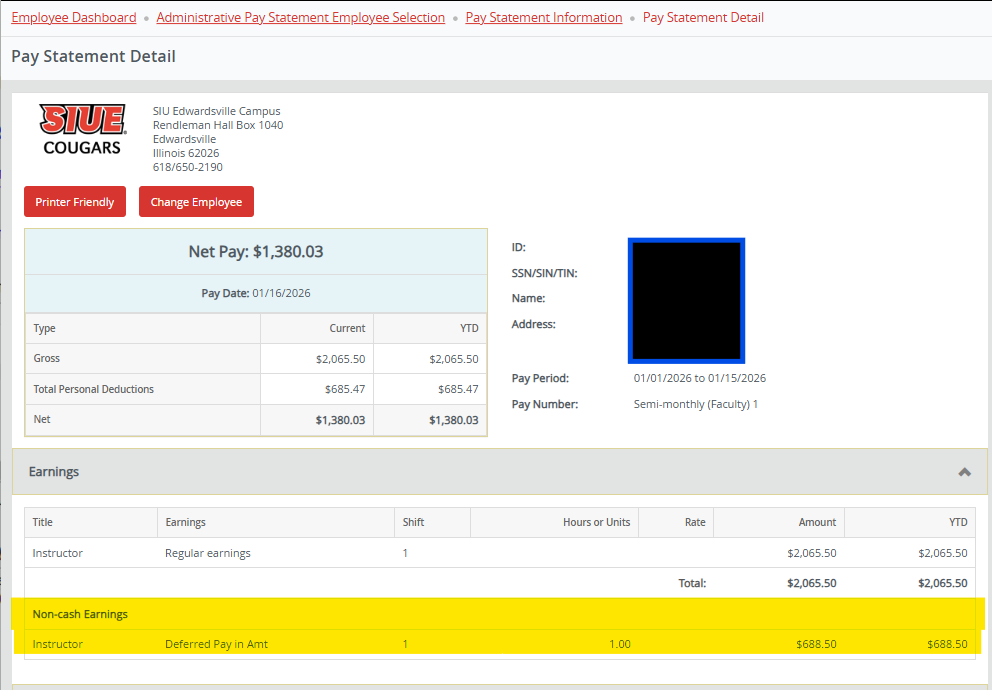 Employee Dashboard • Administrative Pay Statement Employee Selection • Pay Statement Information • Pay Statement Detail
Pay Statement Detail
SIUE
COUGARS
SIU Edwardsville Campus
Rendleman Hall Box 1040
Edwardsville
Illinois 62026
618/650-2190
Printer Friendly Change Employee
Net Pay: $1,380.03
Pay Date: 01/16/2026
Type Current YTD
Gross $2,065.50 $2,065.50
Total Personal Deductions $685.47 $685.47
Net $1,380.03 $1,380.03
ID:
SSN/SIN/TIN:
Name:
Address:
Pay Period: 01/01/2026 to 01/15/2026
Pay Number: Semi-monthly (Faculty) 1
Earnings
Title Earnings Shift Hours or Units Rate Amount YTD
Instructor Regular earnings 1 $2,065.50 $2,065.50
Total: $2,065.50 $2,065.50
Non-cash Earnings
Instructor Deferred Pay in Amt 1 1.00 $688.50 $688.50